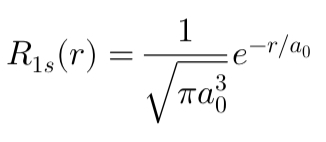 $R_{1s}(r) = \frac{1}{\sqrt{\pi a_0^3}} e^{-r/a_0}$